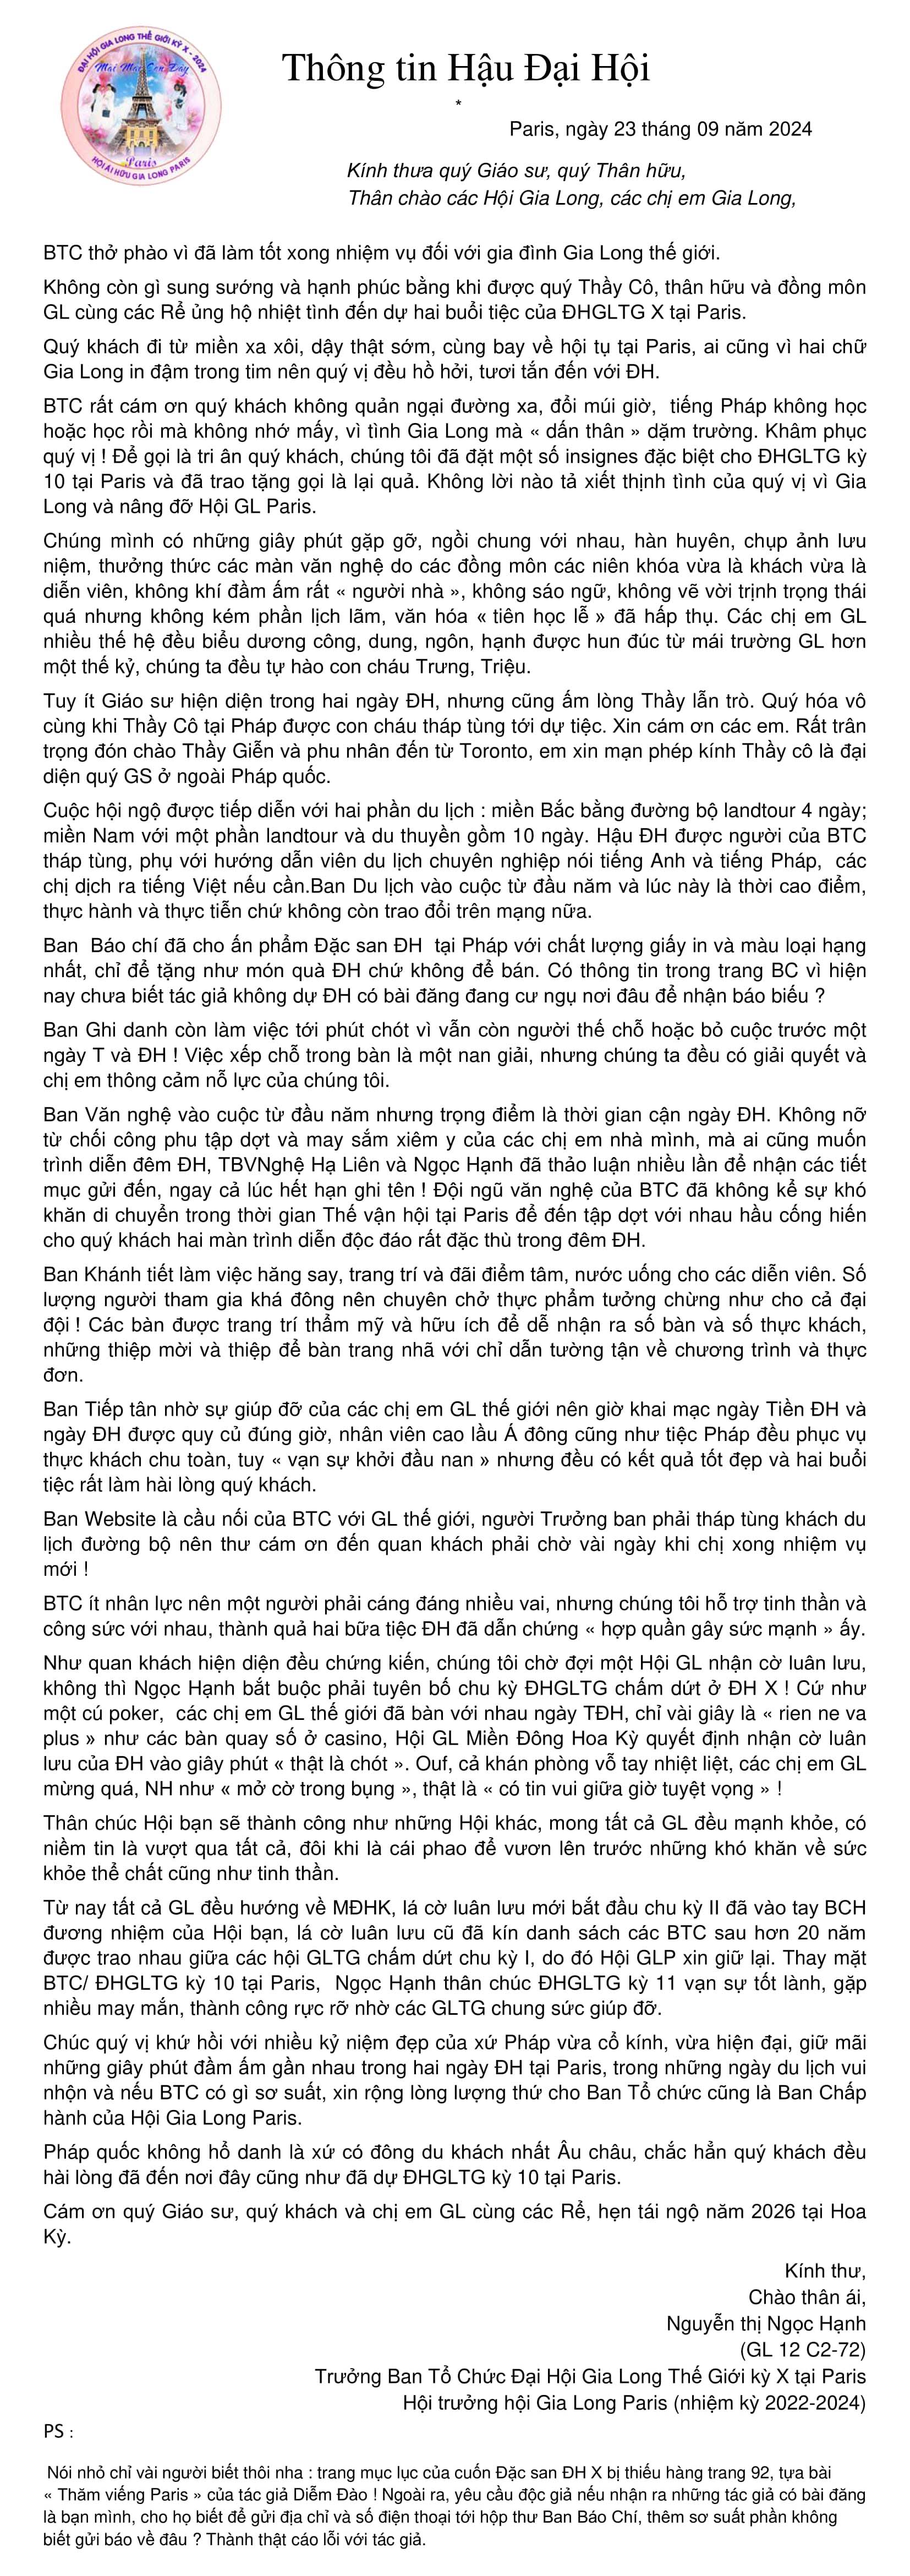 ĐẠI HỘI GIA LONG THẾ GIỚI KỲ X - 2024
Mãi Mãi Còn Đây
Paris
HỘI ÁI HỮU GIA LONG PARIS
Thông tin Hậu Đại Hội
*
Paris, ngày 23 tháng 09 năm 2024
Kính thưa quý Giáo sư, quý Thân hữu,
Thân chào các Hội Gia Long, các chị em Gia Long,
BTC thở phào vì đã làm tốt xong nhiệm vụ đối với gia đình Gia Long thế giới.
Không còn gì sung sướng và hạnh phúc bằng khi được quý Thầy Cô, thân hữu và đồng môn
GL cùng các Rể ủng hộ nhiệt tình đến dự hai buổi tiệc của ĐHGLTG X tại Paris.
Quý khách đi từ miền xa xôi, dậy thật sớm, cùng bay về hội tụ tại Paris, ai cũng vì hai chữ
Gia Long in đậm trong tim nên quý vị đều hồ hởi, tươi tắn đến với ĐH.
BTC rất cám ơn quý khách không quản ngại đường xa, đổi múi giờ,  tiếng Pháp không học
hoặc học rồi mà không nhớ mấy, vì tình Gia Long mà « dấn thân » dặm trường. Khâm phục
quý vị ! Để gọi là tri ân quý khách, chúng tôi đã đặt một số insignes đặc biệt cho ĐHGLTG kỳ
10 tại Paris và đã trao tặng gọi là lại quả. Không lời nào tả xiết thịnh tình của quý vị vì Gia
Long và nâng đỡ Hội GL Paris.
Chúng mình có những giây phút gặp gỡ, ngồi chung với nhau, hàn huyên, chụp ảnh lưu
niệm, thưởng thức các màn văn nghệ do các đồng môn các niên khóa vừa là khách vừa là
diễn viên, không khí đầm ấm rất « người nhà », không sáo ngữ, không vẽ vời trịnh trọng thái
quá nhưng không kém phần lịch lãm, văn hóa « tiên học lễ » đã hấp thụ. Các chị em GL
nhiều thế hệ đều biểu dương công, dung, ngôn, hạnh được hun đúc từ mái trường GL hơn
một thế kỷ, chúng ta đều tự hào con cháu Trưng, Triệu.
Tuy ít Giáo sư hiện diện trong hai ngày ĐH, nhưng cũng ấm lòng Thầy lẫn trò. Quý hóa vô
cùng khi Thầy Cô tại Pháp được con cháu tháp tùng tới dự tiệc. Xin cám ơn các em. Rất trân
trọng đón chào Thầy Giễn và phu nhân đến từ Toronto, em xin mạn phép kính Thầy cô là đại
diện quý GS ở ngoài Pháp quốc.
Cuộc hội ngộ được tiếp diễn với hai phần du lịch : miền Bắc bằng đường bộ landtour 4 ngày;
miền Nam với một phần landtour và du thuyền gồm 10 ngày. Hậu ĐH được người của BTC
tháp tùng, phụ với hướng dẫn viên du lịch chuyên nghiệp nói tiếng Anh và tiếng Pháp,  các
chị dịch ra tiếng Việt nếu cần.Ban Du lịch vào cuộc từ đầu năm và lúc này là thời cao điểm,
thực hành và thực tiễn chứ không còn trao đổi trên mạng nữa.
Ban  Báo chí đã cho ấn phẩm Đặc san ĐH  tại Pháp với chất lượng giấy in và màu loại hạng
nhất, chỉ để tặng như món quà ĐH chứ không để bán. Có thông tin trong trang BC vì hiện
nay chưa biết tác giả không dự ĐH có bài đăng đang cư ngụ nơi đâu để nhận báo biếu ?
Ban Ghi danh còn làm việc tới phút chót vì vẫn còn người thế chỗ hoặc bỏ cuộc trước một
ngày T và ĐH ! Việc xếp chỗ trong bàn là một nan giải, nhưng chúng ta đều có giải quyết và
chị em thông cảm nỗ lực của chúng tôi.
Ban Văn nghệ vào cuộc từ đầu năm nhưng trọng điểm là thời gian cận ngày ĐH. Không nỡ
từ chối công phu tập dợt và may sắm xiêm y của các chị em nhà mình, mà ai cũng muốn
trình diễn đêm ĐH, TBVNghệ Hạ Liên và Ngọc Hạnh đã thảo luận nhiều lần để nhận các tiết
mục gửi đến, ngay cả lúc hết hạn ghi tên ! Đội ngũ văn nghệ của BTC đã không kể sự khó
khăn di chuyển trong thời gian Thế vận hội tại Paris để đến tập dợt với nhau hầu cống hiến
cho quý khách hai màn trình diễn độc đáo rất đặc thù trong đêm ĐH.
Ban Khánh tiết làm việc hăng say, trang trí và đãi điểm tâm, nước uống cho các diễn viên. Số
lượng người tham gia khá đông nên chuyên chở thực phẩm tưởng chừng như cho cả đại
đội ! Các bàn được trang trí thẩm mỹ và hữu ích để dễ nhận ra số bàn và số thực khách,
những thiệp mời và thiệp để bàn trang nhã với chỉ dẫn tường tận về chương trình và thực
đơn.
Ban Tiếp tân nhờ sự giúp đỡ của các chị em GL thế giới nên giờ khai mạc ngày Tiền ĐH và
ngày ĐH được quy củ đúng giờ, nhân viên cao lầu Á đông cũng như tiệc Pháp đều phục vụ
thực khách chu toàn, tuy « vạn sự khởi đầu nan » nhưng đều có kết quả tốt đẹp và hai buổi
tiệc rất làm hài lòng quý khách.
Ban Website là cầu nối của BTC với GL thế giới, người Trưởng ban phải tháp tùng khách du
lịch đường bộ nên thư cám ơn đến quan khách phải chờ vài ngày khi chị xong nhiệm vụ
mới !
BTC ít nhân lực nên một người phải cáng đáng nhiều vai, nhưng chúng tôi hỗ trợ tinh thần và
công sức với nhau, thành quả hai bữa tiệc ĐH đã dẫn chứng « hợp quần gây sức mạnh » ấy.
Như quan khách hiện diện đều chứng kiến, chúng tôi chờ đợi một Hội GL nhận cờ luân lưu,
không thì Ngọc Hạnh bắt buộc phải tuyên bố chu kỳ ĐHGLTG chấm dứt ở ĐH X ! Cứ như
một cú poker,  các chị em GL thế giới đã bàn với nhau ngày TĐH, chỉ vài giây là « rien ne va
plus » như các bàn quay số ở casino, Hội GL Miền Đông Hoa Kỳ quyết định nhận cờ luân
lưu của ĐH vào giây phút « thật là chót ». Ouf, cả khán phòng vỗ tay nhiệt liệt, các chị em GL
mừng quá, NH như « mở cờ trong bụng », thật là « có tin vui giữa giờ tuyệt vọng » !
Thân chúc Hội bạn sẽ thành công như những Hội khác, mong tất cả GL đều mạnh khỏe, có
niềm tin là vượt qua tất cả, đôi khi là cái phao để vươn lên trước những khó khăn về sức
khỏe thể chất cũng như tinh thần.
Từ nay tất cả GL đều hướng về MĐHK, lá cờ luân lưu mới bắt đầu chu kỳ II đã vào tay BCH
đương nhiệm của Hội bạn, lá cờ luân lưu cũ đã kín danh sách các BTC sau hơn 20 năm
được trao nhau giữa các hội GLTG chấm dứt chu kỳ I, do đó Hội GLP xin giữ lại. Thay mặt
BTC/ ĐHGLTG kỳ 10 tại Paris,  Ngọc Hạnh thân chúc ĐHGLTG kỳ 11 vạn sự tốt lành, gặp
nhiều may mắn, thành công rực rỡ nhờ các GLTG chung sức giúp đỡ.
Chúc quý vị khứ hồi với nhiều kỷ niệm đẹp của xứ Pháp vừa cổ kính, vừa hiện đại, giữ mãi
những giây phút đầm ấm gần nhau trong hai ngày ĐH tại Paris, trong những ngày du lịch vui
nhộn và nếu BTC có gì sơ suất, xin rộng lòng lượng thứ cho Ban Tổ chức cũng là Ban Chấp
hành của Hội Gia Long Paris.
Pháp quốc không hổ danh là xứ có đông du khách nhất Âu châu, chắc hẳn quý khách đều
hài lòng đã đến nơi đây cũng như đã dự ĐHGLTG kỳ 10 tại Paris.
Cám ơn quý Giáo sư, quý khách và chị em GL cùng các Rể, hẹn tái ngộ năm 2026 tại Hoa
Kỳ.
Kính thư,
Chào thân ái,
Nguyễn thị Ngọc Hạnh
(GL 12 C2-72)
Trưởng Ban Tổ Chức Đại Hội Gia Long Thế Giới kỳ X tại Paris
Hội trưởng hội Gia Long Paris (nhiệm kỳ 2022-2024)
PS :
Nói nhỏ chỉ vài người biết thôi nha : trang mục lục của cuốn Đặc san ĐH X bị thiếu hàng trang 92, tựa bài
« Thăm viếng Paris » của tác giả Diễm Đào ! Ngoài ra, yêu cầu độc giả nếu nhận ra những tác giả có bài đăng
là bạn mình, cho họ biết để gửi địa chỉ và số điện thoại tới hộp thư Ban Báo Chí, thêm sơ suất phần không
biết gửi báo về đâu ? Thành thật cáo lỗi với tác giả.